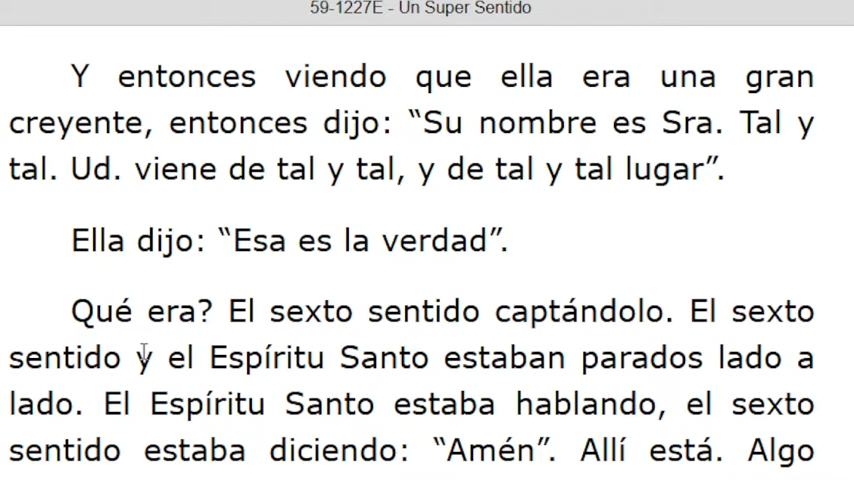 59-1227E - Un Super Sentido
Y entonces viendo que ella era una gran
creyente, entonces dijo: “Su nombre es Sra. Tal y
tal. Ud. viene de tal y tal, y de tal y tal lugar”.
Ella dijo: “Esa es la verdad”.
Qué era? El sexto sentido captándolo. El sexto
sentido y el Espíritu Santo estaban parados lado a
lado. El Espíritu Santo estaba hablando, el sexto
sentido estaba diciendo: “Amén”. Allí está. Algo